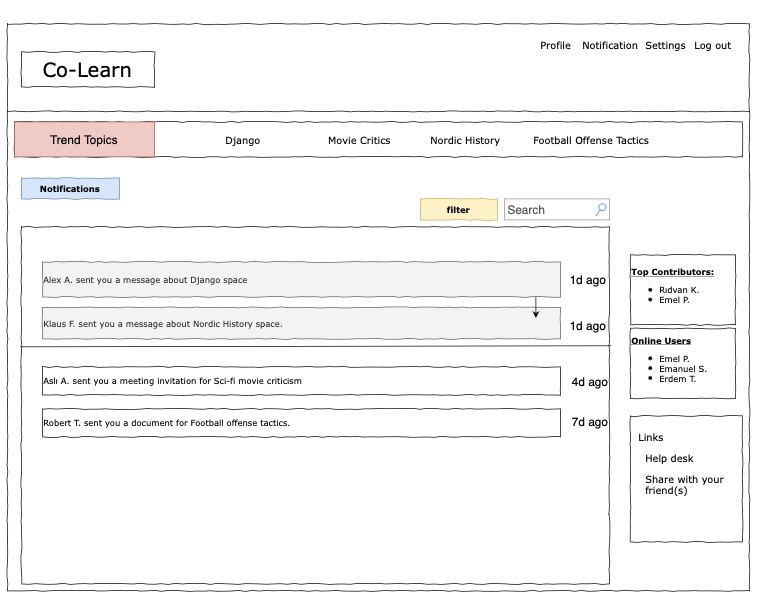 Profile Notification Settings Log out
Co-Learn
Trend Topics Django Movie Critics Nordic History Football Offense Tactics
Notifications
filter Search
Alex A. sent you a message about Django space 1d ago
Klaus F. sent you a message about Nordic History space. 1d ago
Aslı A. sent you a meeting invitation for Sci-fi movie criticism 4d ago
Robert T. sent you a document for Football offense tactics. 7d ago
Top Contributors:
Rıdvan K.
Emel P.
Online Users
Emel P.
Emanuel S.
Erdem T.
Links
Help desk
Share with your
friend(s)